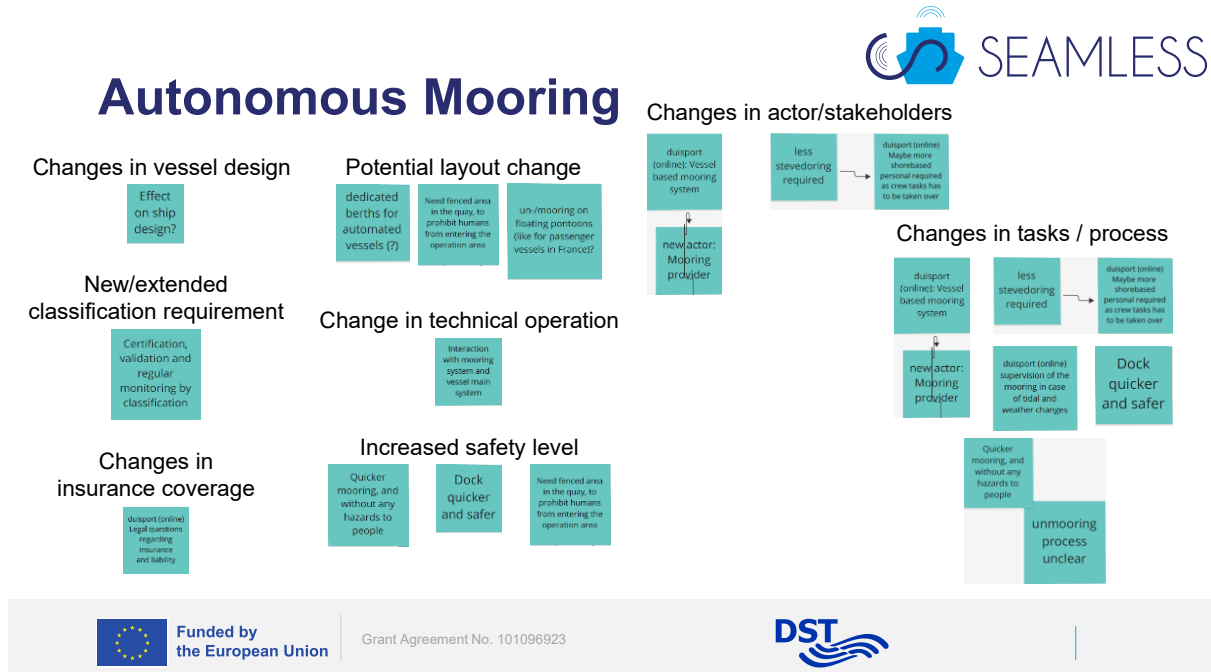 SEAMLESS
Autonomous Mooring
Changes in vessel design
Effect
on ship
design?
New/extended
classification requirement
Certification,
validation and
regular
monitoring by
classification
Changes in
insurance coverage
duisport (online)
Legal questions
regarding
insurance
and liability
Potential layout change
dedicated
berths for
automated
vessels (?)
Need fenced area
in the quay, to
prohibit humans
from entering the
operation area
un-/mooring on
floating pontoons
(like for passenger
vessels in France)?
Change in technical operation
Interaction
with mooring
system and
vessel main
system
Increased safety level
Quicker
mooring, and
without any
hazards to
people
Dock
quicker
and safer
Need fenced area
in the quay, to
prohibit humans
from entering the
operation area
Changes in actor/stakeholders
duisport
(online): Vessel
based mooring
system
new actor:
Mooring
provider
less
stevedoring
required
duisport (online)
Maybe more
shorebased
personal required
as crew tasks has
to be taken over
Changes in tasks / process
duisport
(online): Vessel
based mooring
system
new actor:
Mooring
provider
less
stevedoring
required
duisport (online)
Maybe more
shorebased
personal required
as crew tasks has
to be taken over
duisport (online)
supervision of the
mooring in case
of tidal and
weather changes
Dock
quicker
and safer
Quicker
mooring, and
without any
hazards to
people
unmooring
process
unclear
Funded by
the European Union
Grant Agreement No. 101096923
DST